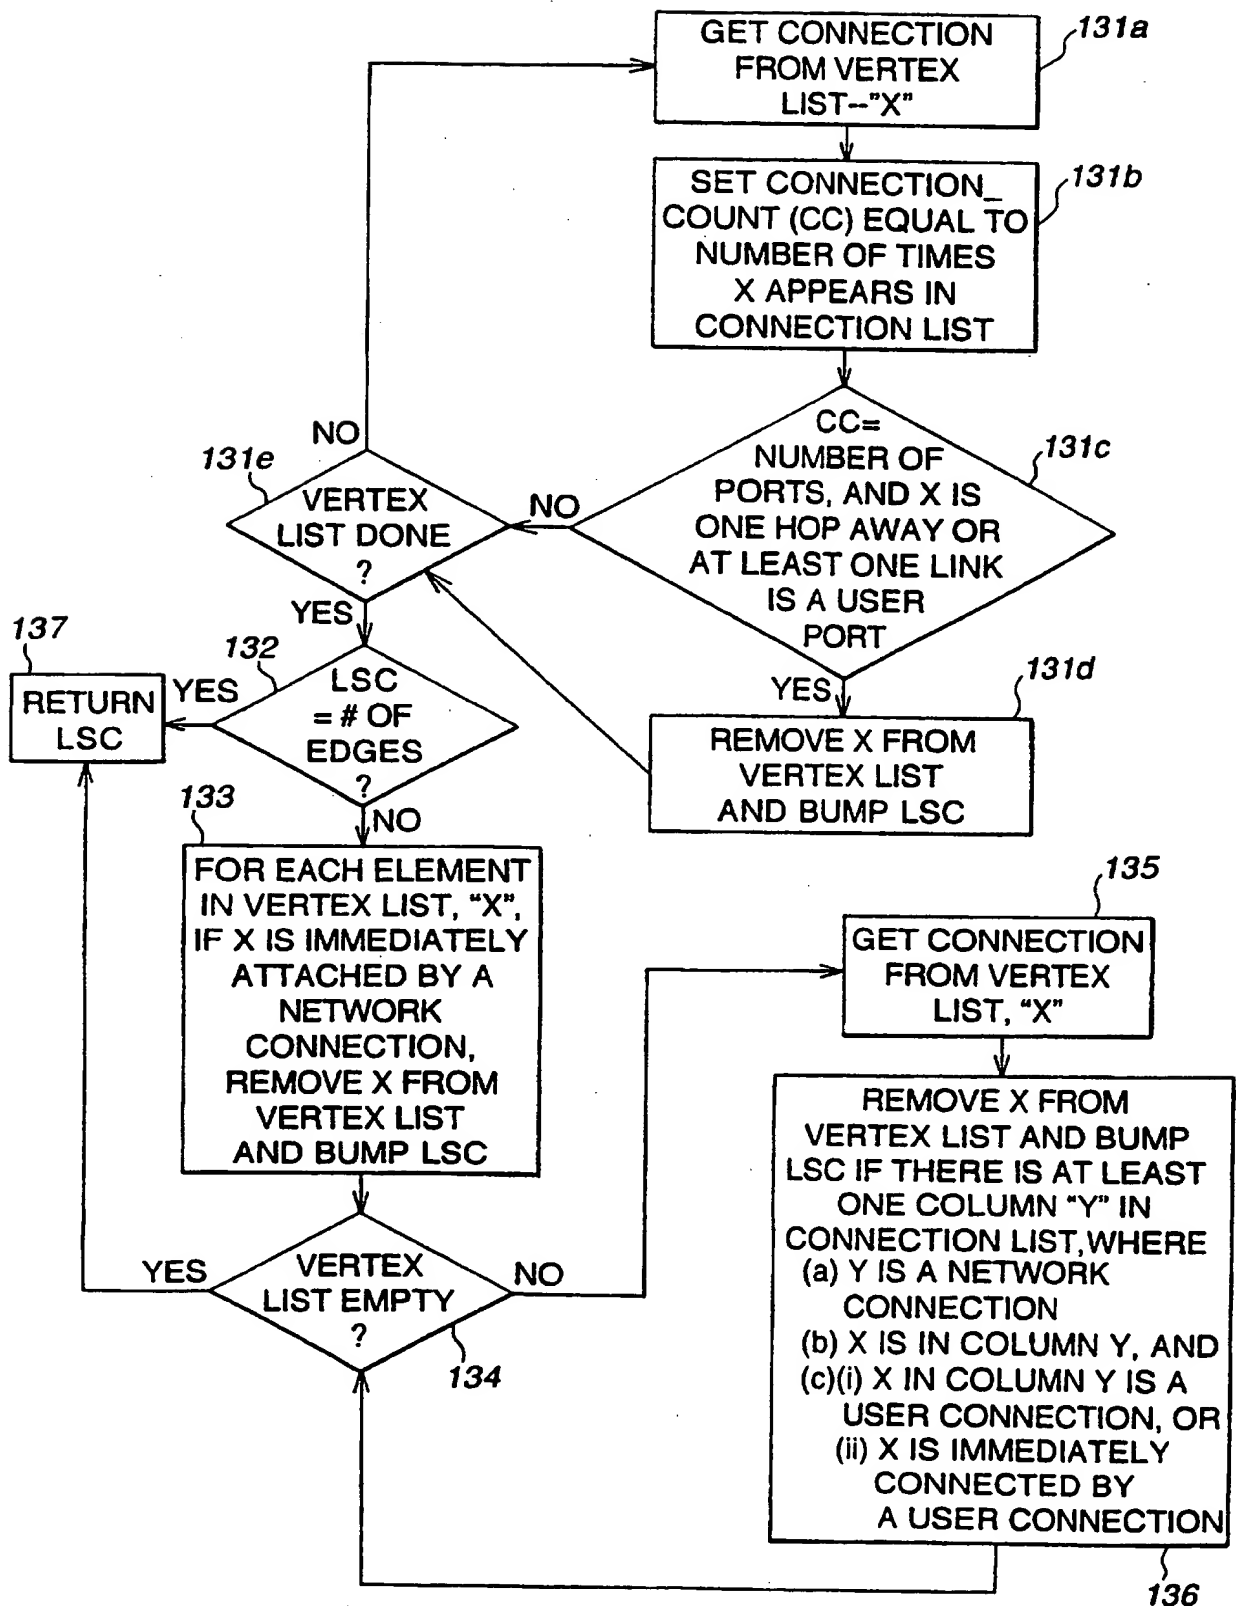 GET CONNECTION
FROM VERTEX
LIST--"X"
131a
SET CONNECTION_
COUNT (CC) EQUAL TO
NUMBER OF TIMES
X APPEARS IN
CONNECTION LIST
131b
CC=
NUMBER OF
PORTS, AND X IS
ONE HOP AWAY OR
AT LEAST ONE LINK
IS A USER
PORT
131c
NO
YES
131d
REMOVE X FROM
VERTEX LIST
AND BUMP LSC
NO
131e
VERTEX
LIST DONE
?
YES
132
LSC
= # OF
EDGES
?
YES
137
RETURN
LSC
NO
133
FOR EACH ELEMENT
IN VERTEX LIST, "X",
IF X IS IMMEDIATELY
ATTACHED BY A
NETWORK
CONNECTION,
REMOVE X FROM
VERTEX LIST
AND BUMP LSC
YES
VERTEX
LIST EMPTY
?
NO
134
135
GET CONNECTION
FROM VERTEX
LIST, "X"
REMOVE X FROM
VERTEX LIST AND BUMP
LSC IF THERE IS AT LEAST
ONE COLUMN "Y" IN
CONNECTION LIST,WHERE
(a) Y IS A NETWORK
CONNECTION
(b) X IS IN COLUMN Y, AND
(c)(i) X IN COLUMN Y IS A
USER CONNECTION, OR
(ii) X IS IMMEDIATELY
CONNECTED BY
A USER CONNECTION
136